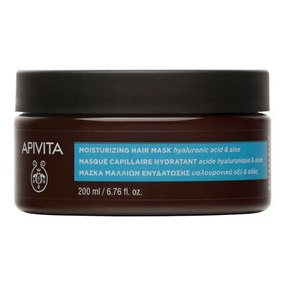 APIVITA
MOISTURIZING HAIR MASK hyaluronic acid & aloe
MASQUE CAPILLAIRE HYDRATANT acide hyaluronique & aloès
ΜΑΣΚΑ ΜΑΛΛΙΩΝ ΕΝΥΔΑΤΩΣΗΣ υαλουρονικό οξύ & αλόη
200 ml / 6.76 fl. oz.